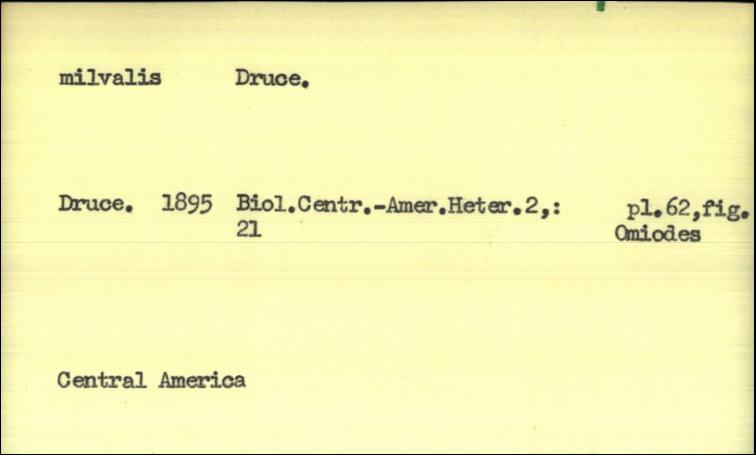 milvalis Druce.
Druce. 1895 Biol.Centr.-Amer.Heter.2,: pl.62,fig.
21 Omiodes
Central America